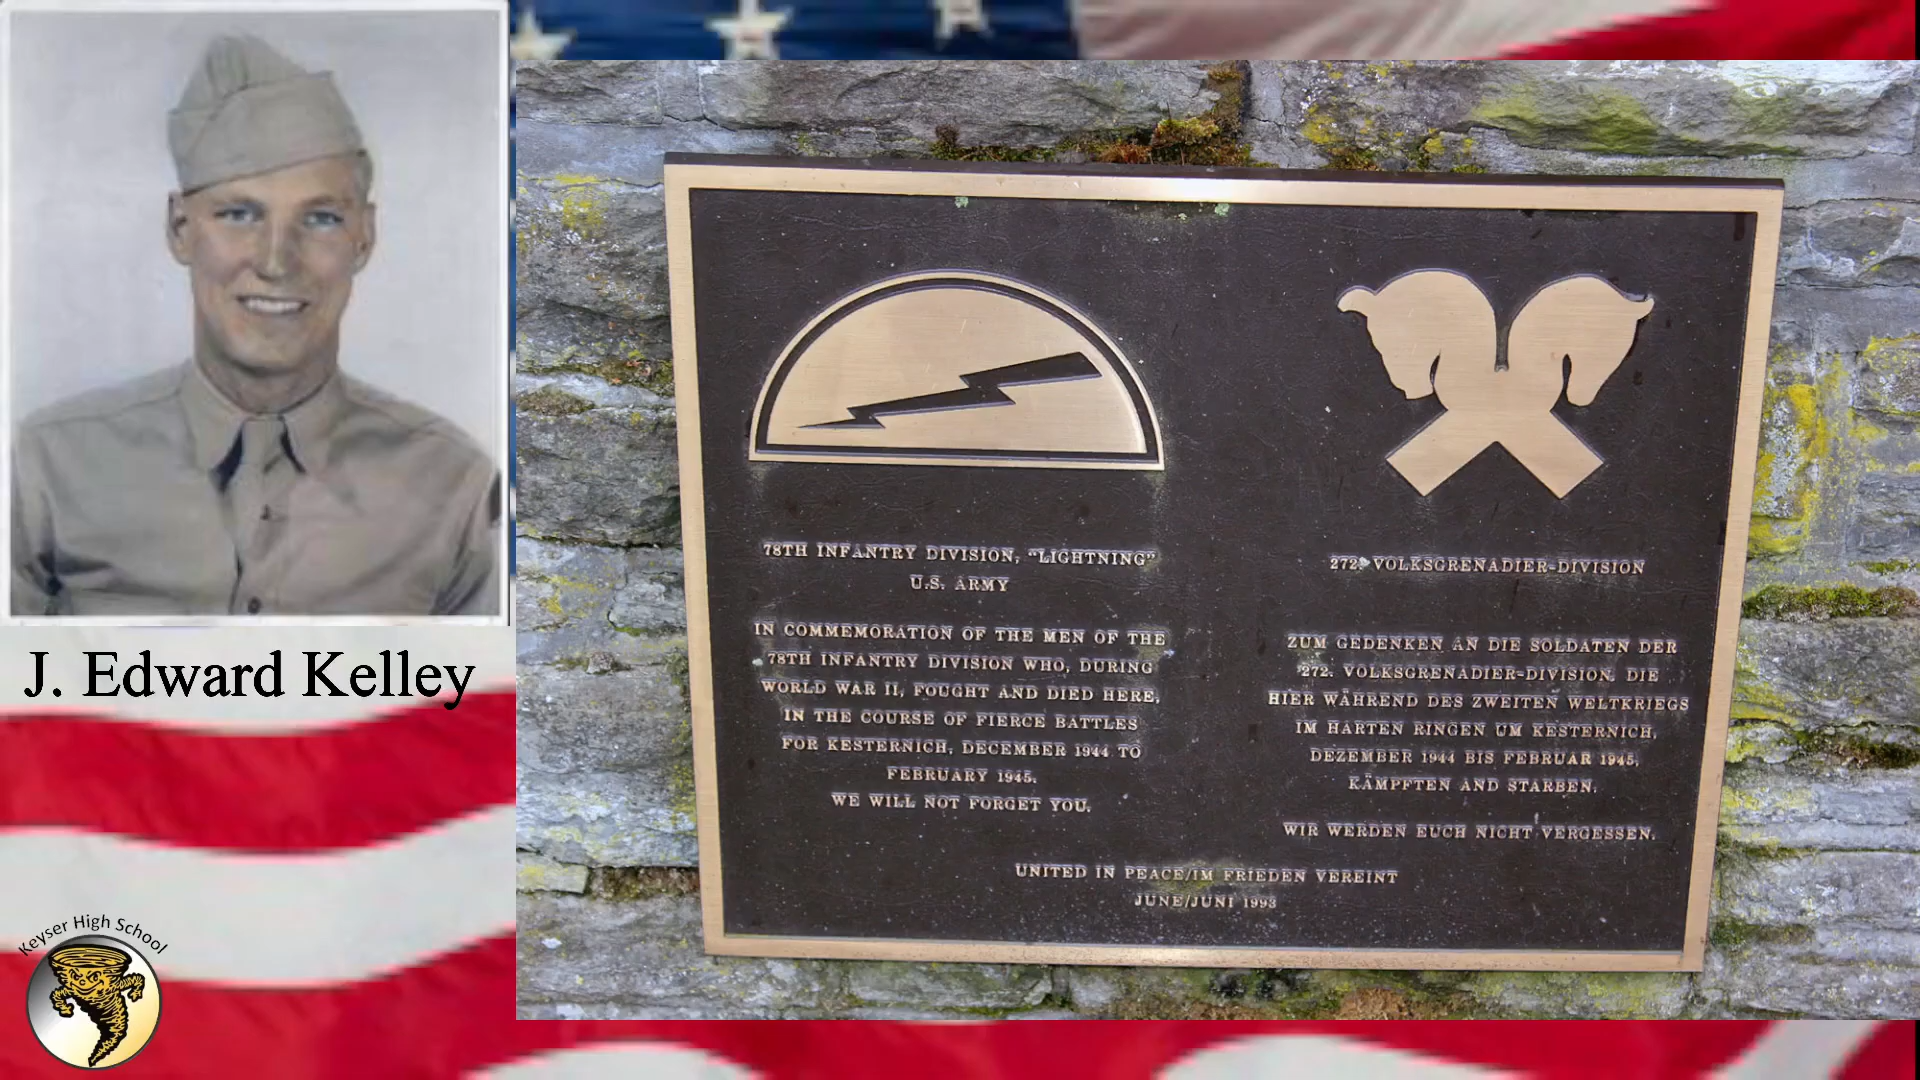 J. Edward Kelley
Keyser High School
78TH INFANTRY DIVISION, "LIGHTNING"
U.S. ARMY
IN COMMEMORATION OF THE MEN OF THE
78TH INFANTRY DIVISION WHO, DURING
WORLD WAR II, FOUGHT AND DIED HERE,
IN THE COURSE OF FIERCE BATTLES
FOR KESTERNICH, DECEMBER 1944 TO
FEBRUARY 1945.
WE WILL NOT FORGET YOU.
272. VOLKSGRENADIER-DIVISION
ZUM GEDENKEN AN DIE SOLDATEN DER
272. VOLKSGRENADIER-DIVISION, DIE
HIER WÄHREND DES ZWEITEN WELTKRIEGS
IM HARTEN RINGEN UM KESTERNICH,
DEZEMBER 1944 BIS FEBRUAR 1945,
KÄMPFTEN AND STARBEN.
WIR WERDEN EUCH NICHT VERGESSEN.
UNITED IN PEACE/IM FRIEDEN VEREINT
JUNE/JUNI 1993